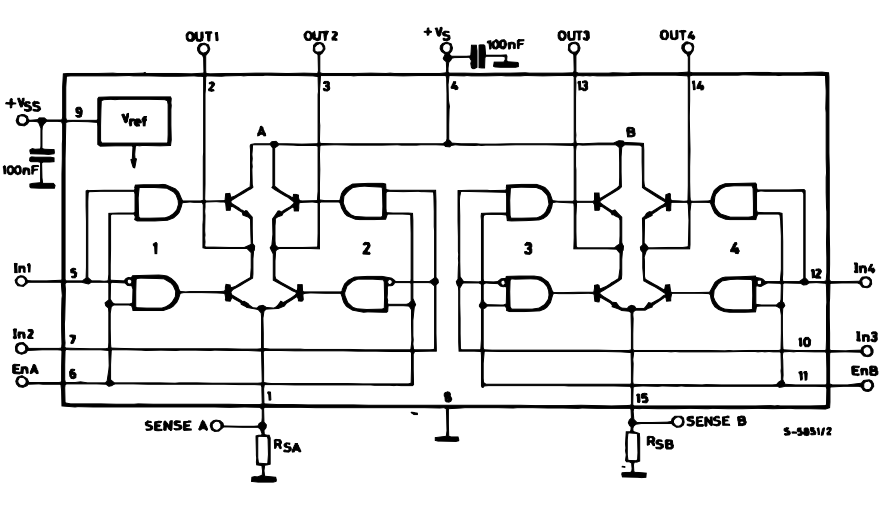 OUT1 OUT2 +VS 100nF OUT3 OUT4
2 3 4 13 14
+VSS 9 Vref A B
100nF
1 2 3 4
In1 5 12 In4
In2 7 10 In3
EnA 6 11 EnB
1 8 15
SENSE A SENSE B S-5851/2
RSA RSB